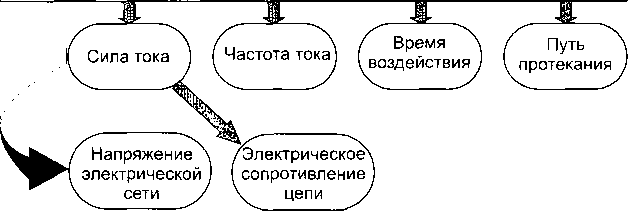 Сила тока
Частота тока
Время
воздействия
Путь
протекания
Напряжение
электрической
сети
Электрическое
сопротивление
цепи